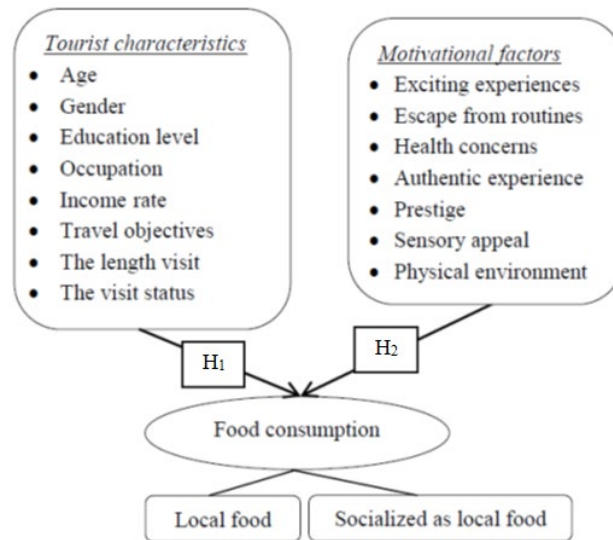 Tourist characteristics
• Age
• Gender
• Education level
• Occupation
• Income rate
• Travel objectives
• The length visit
• The visit status
Motivational factors
• Exciting experiences
• Escape from routines
• Health concerns
• Authentic experience
• Prestige
• Sensory appeal
• Physical environment
H₁
H₂
Food consumption
Local food
Socialized as local food